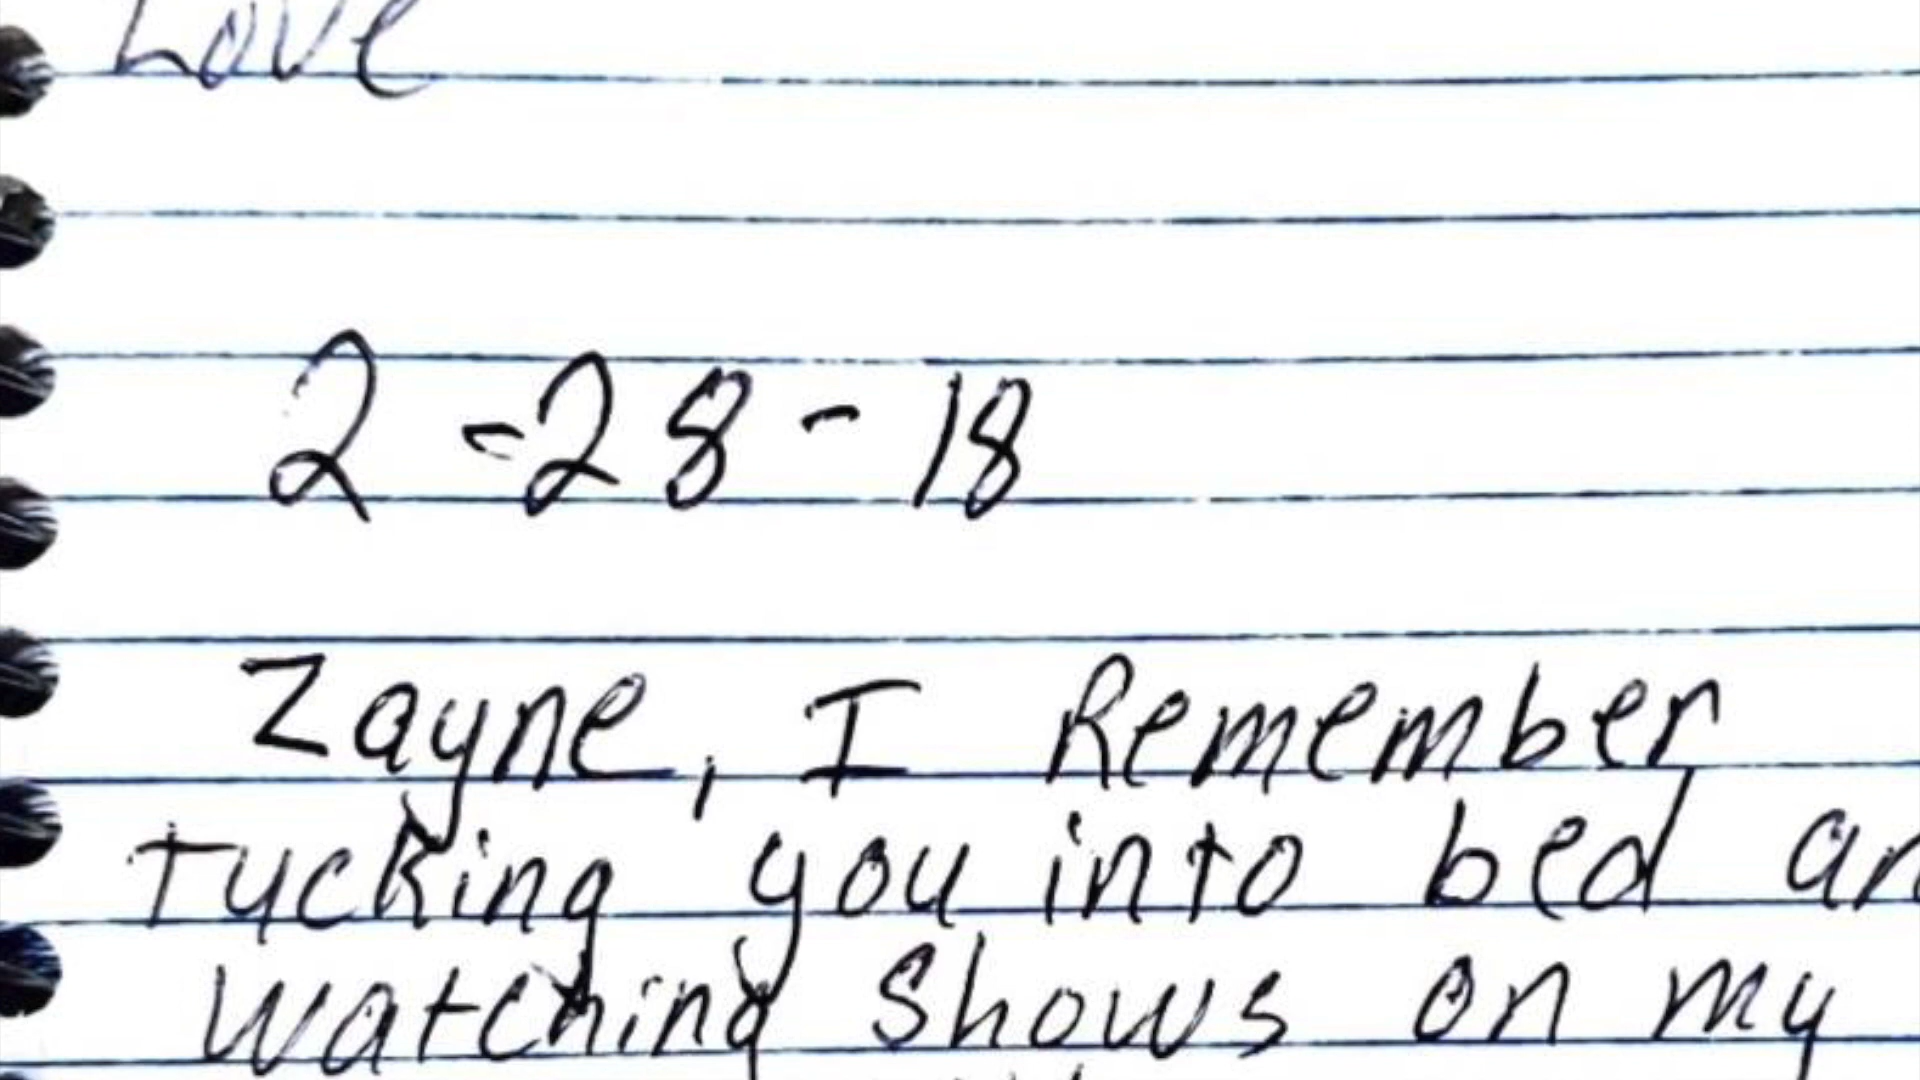 Love
2-28-18
Zayne, I Remember
tucking you into bed
watching shows on my